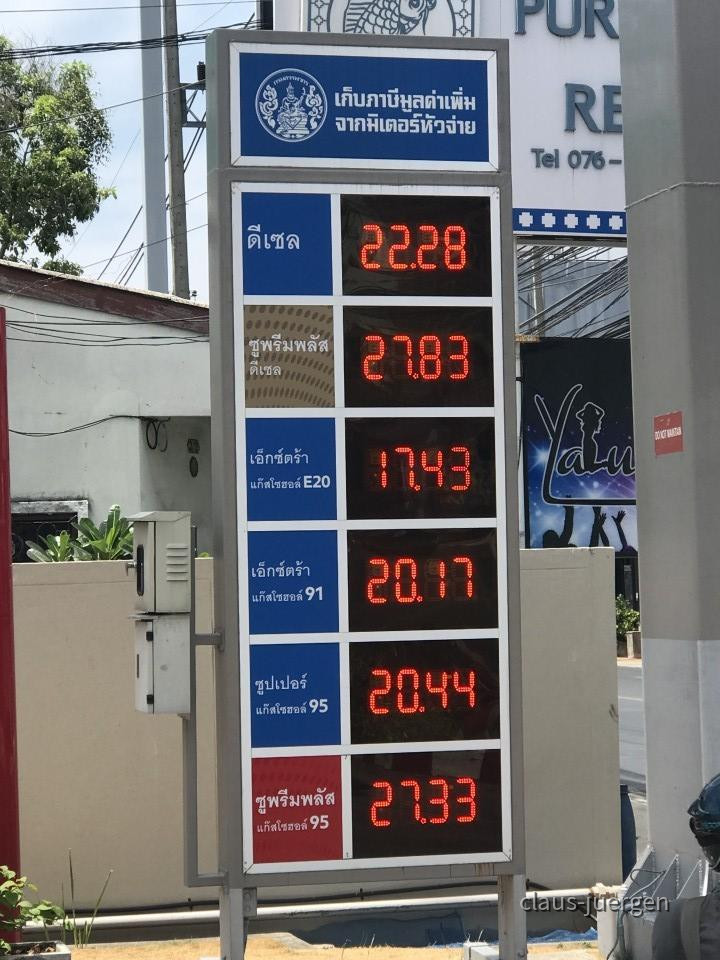 PUR
RE
Tel 076-
เก็บภาษีมูลค่าเพิ่ม
จากมิเตอร์หัวจ่าย
ดีเซล
22.28
ซูพรีมพลัส
ดีเซล
27.83
เอ็กซ์ตร้า
แก๊สโซฮอล์ E20
17.43
เอ็กซ์ตร้า
แก๊สโซฮอล์ 91
20.17
ซูปเปอร์
แก๊สโซฮอล์ 95
20.44
ซูพรีมพลัส
แก๊สโซฮอล์ 95
27.33
claus-juergen